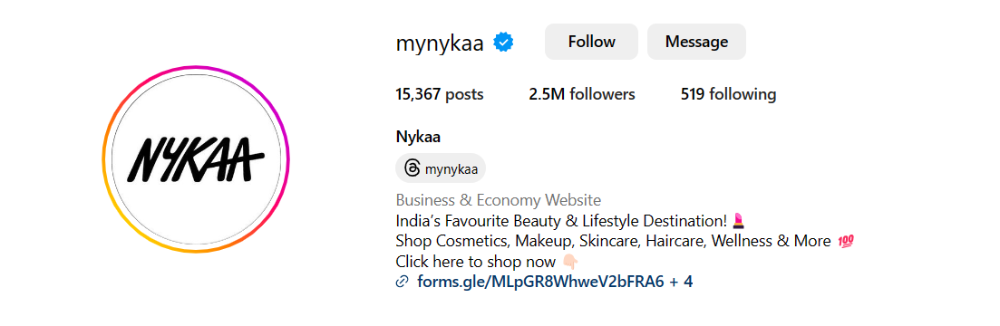 NYKAA
mynykaa Follow Message
15,367 posts 2.5M followers 519 following
Nykaa
mynykaa
Business & Economy Website
India’s Favourite Beauty & Lifestyle Destination!💄
Shop Cosmetics, Makeup, Skincare, Haircare, Wellness & More 💯
Click here to shop now 👇🏻
forms.gle/MLpGR8WhweV2bFRA6 + 4